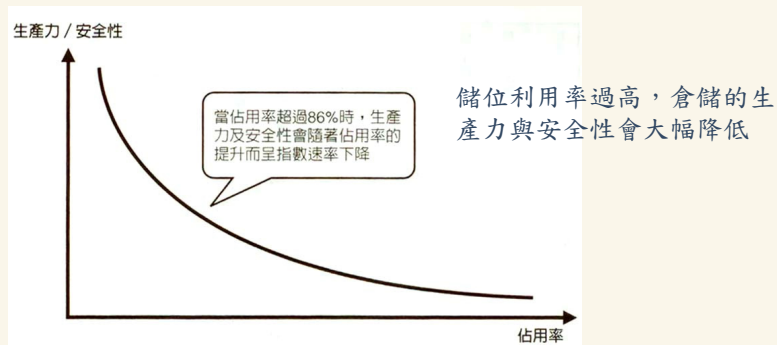 生產力 / 安全性
當佔用率超過86%時，生產
力及安全性會隨著佔用率的
提升而呈指數速率下降
儲位利用率過高，倉儲的生
產力與安全性會大幅降低
佔用率